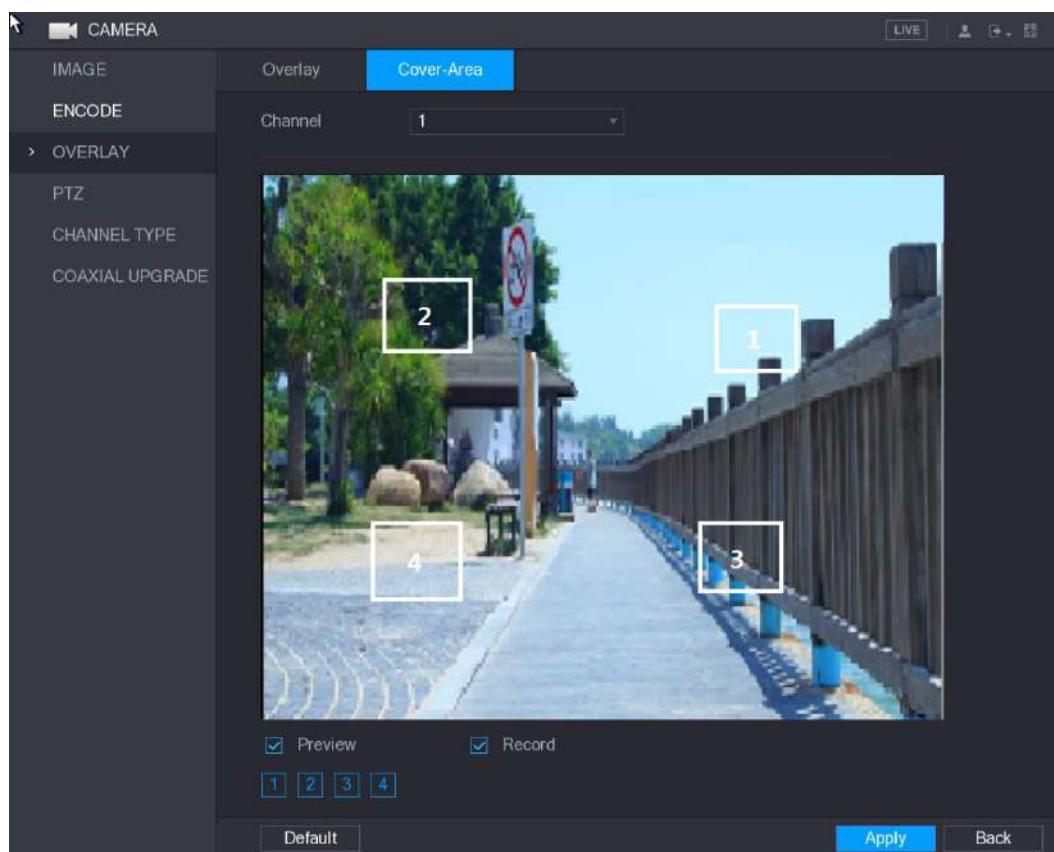 CAMERA
LIVE
IMAGE
ENCODE
OVERLAY
PTZ
CHANNEL TYPE
COAXIAL UPGRADE
Overlay Cover-Area
Channel 1
2
1
4
3
Preview Record
1 2 3 4
Default Apply Back